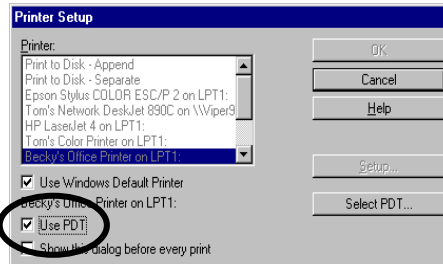 Printer Setup
Printer:
Print to Disk - Append
Print to Disk - Separate
Epson Stylus COLOR ESC/P 2 on LPT1:
Tom's Network DeskJet 890C on \\Viper9
HP LaserJet 4 on LPT1:
Tom's Color Printer on LPT1:
Becky's Office Printer on LPT1:
OK
Cancel
Help
Setup...
Select PDT...
Use Windows Default Printer
Becky's Office Printer on LPT1:
Use PDT
Show this dialog before every print